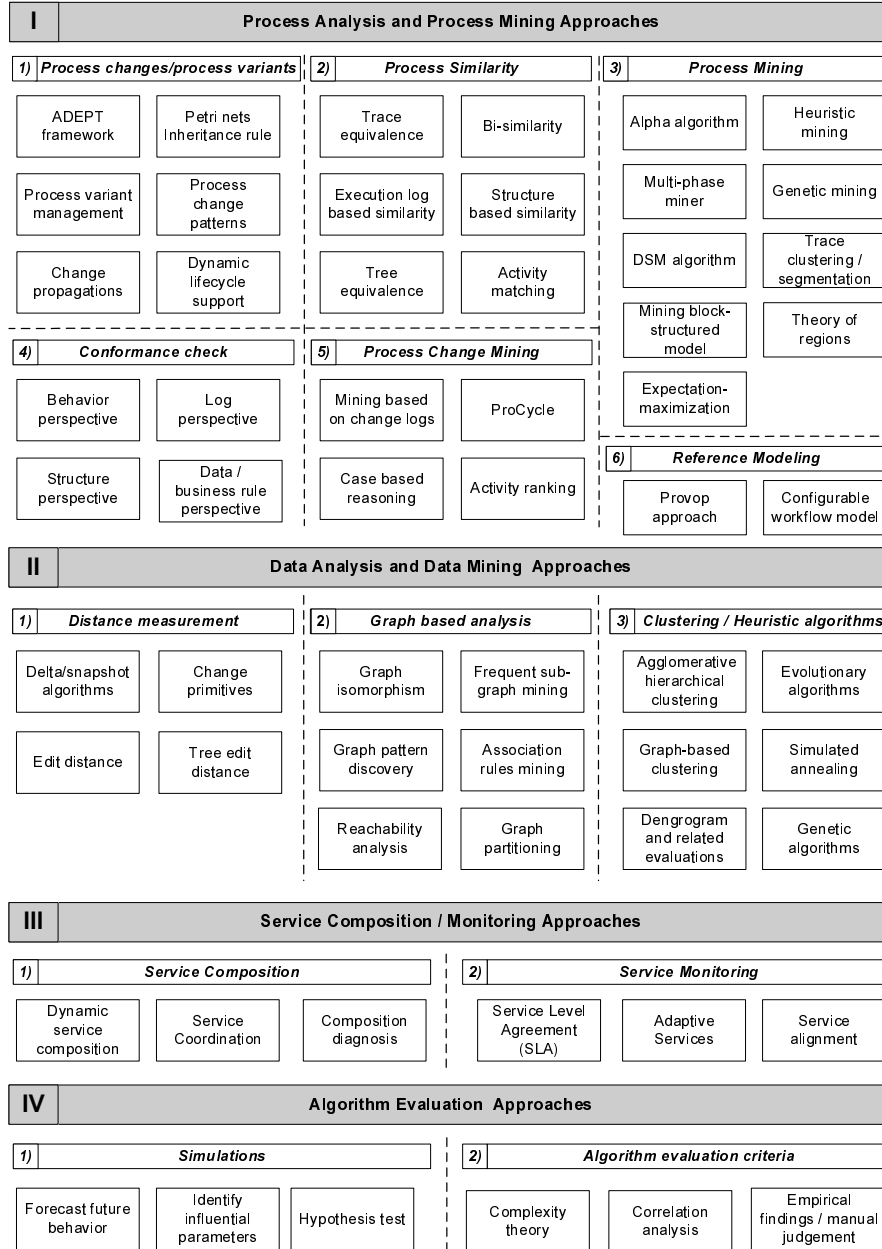 I
Process Analysis and Process Mining Approaches
1) Process changes/process variants
ADEPT
framework
Petri nets
Inheritance rule
Process variant
management
Process
change
patterns
Change
propagations
Dynamic
lifecycle
support
2) Process Similarity
Trace
equivalence
Bi-similarity
Execution log
based similarity
Structure
based similarity
Tree
equivalence
Activity
matching
3) Process Mining
Alpha algorithm
Heuristic
mining
Multi-phase
miner
Genetic mining
DSM algorithm
Trace
clustering /
segmentation
Mining block-
structured
model
Theory of
regions
Expectation-
maximization
4) Conformance check
Behavior
perspective
Log
perspective
Structure
perspective
Data /
business rule
perspective
5) Process Change Mining
Mining based
on change logs
ProCycle
Case based
reasoning
Activity ranking
6) Reference Modeling
Provop
approach
Configurable
workflow model
II
Data Analysis and Data Mining Approaches
1) Distance measurement
Delta/snapshot
algorithms
Change
primitives
Edit distance
Tree edit
distance
2) Graph based analysis
Graph
isomorphism
Frequent sub-
graph mining
Graph pattern
discovery
Association
rules mining
Reachability
analysis
Graph
partitioning
3) Clustering / Heuristic algorithms
Agglomerative
hierarchical
clustering
Evolutionary
algorithms
Graph-based
clustering
Simulated
annealing
Dengrogram
and related
evaluations
Genetic
algorithms
III
Service Composition / Monitoring Approaches
1) Service Composition
Dynamic
service
composition
Service
Coordination
Composition
diagnosis
2) Service Monitoring
Service Level
Agreement
(SLA)
Adaptive
Services
Service
alignment
IV
Algorithm Evaluation Approaches
1) Simulations
Forecast future
behavior
Identify
influential
parameters
Hypothesis test
2) Algorithm evaluation criteria
Complexity
theory
Correlation
analysis
Empirical
findings / manual
judgement